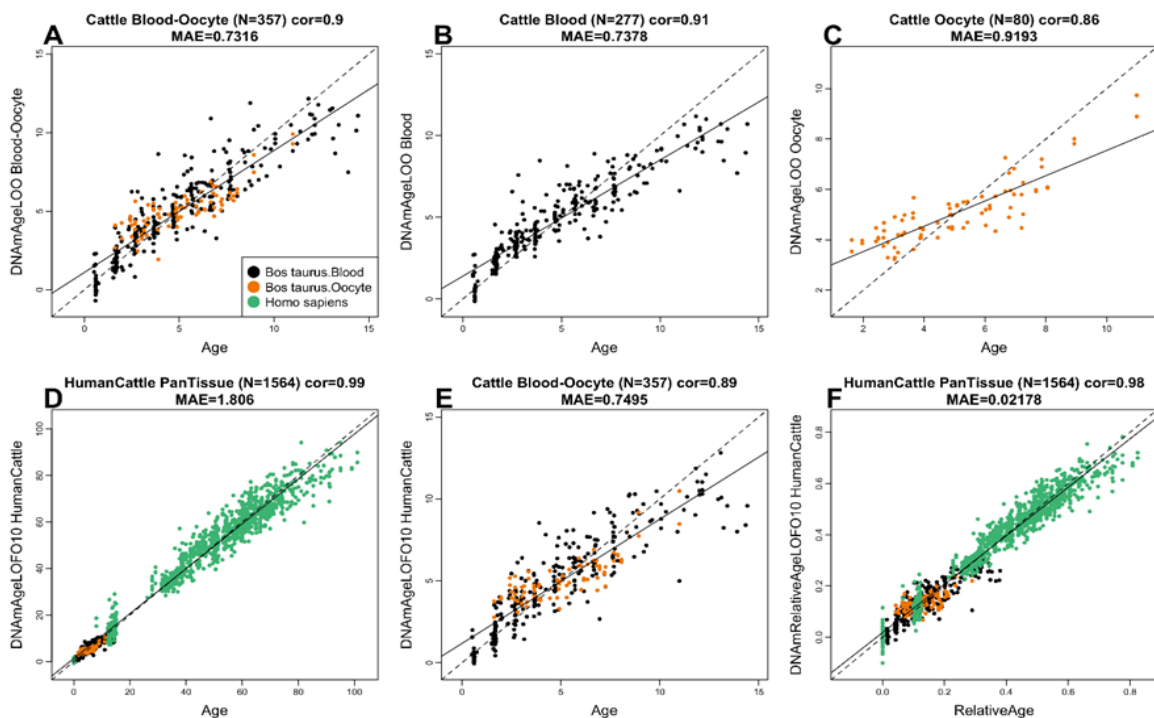 A
Cattle Blood-Oocyte (N=357) cor=0.9
MAE=0.7316
DNAmAgeLOO Blood-Oocyte
15
10
5
0
0 5 10 15
Age
Bos taurus.Blood
Bos taurus.Oocyte
Homo sapiens
B
Cattle Blood (N=277) cor=0.91
MAE=0.7378
DNAmAgeLOO Blood
15
10
5
0
0 5 10 15
Age
C
Cattle Oocyte (N=80) cor=0.86
MAE=0.9193
DNAmAgeLOO Oocyte
10
8
6
4
2
2 4 6 8 10
Age
D
HumanCattle PanTissue (N=1564) cor=0.99
MAE=1.806
DNAmAgeLOFO10 HumanCattle
100
80
60
40
20
0
0 20 40 60 80 100
Age
E
Cattle Blood-Oocyte (N=357) cor=0.89
MAE=0.7495
DNAmAgeLOFO10 HumanCattle
15
10
5
0
0 5 10 15
Age
F
HumanCattle PanTissue (N=1564) cor=0.98
MAE=0.02178
DNAmRelativeAgeLOFO10 HumanCattle
0.8
0.6
0.4
0.2
0.0
0.0 0.2 0.4 0.6 0.8
RelativeAge